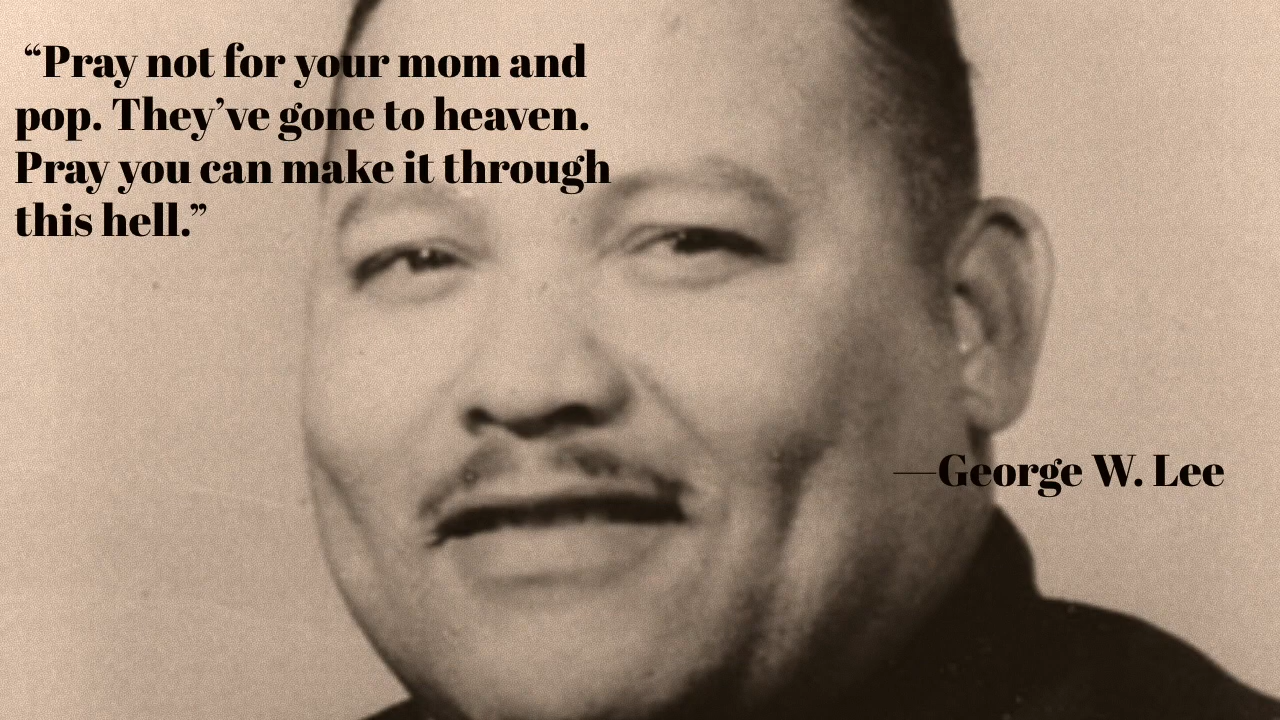 “Pray not for your mom and
pop. They’ve gone to heaven.
Pray you can make it through
this hell.”
—George W. Lee